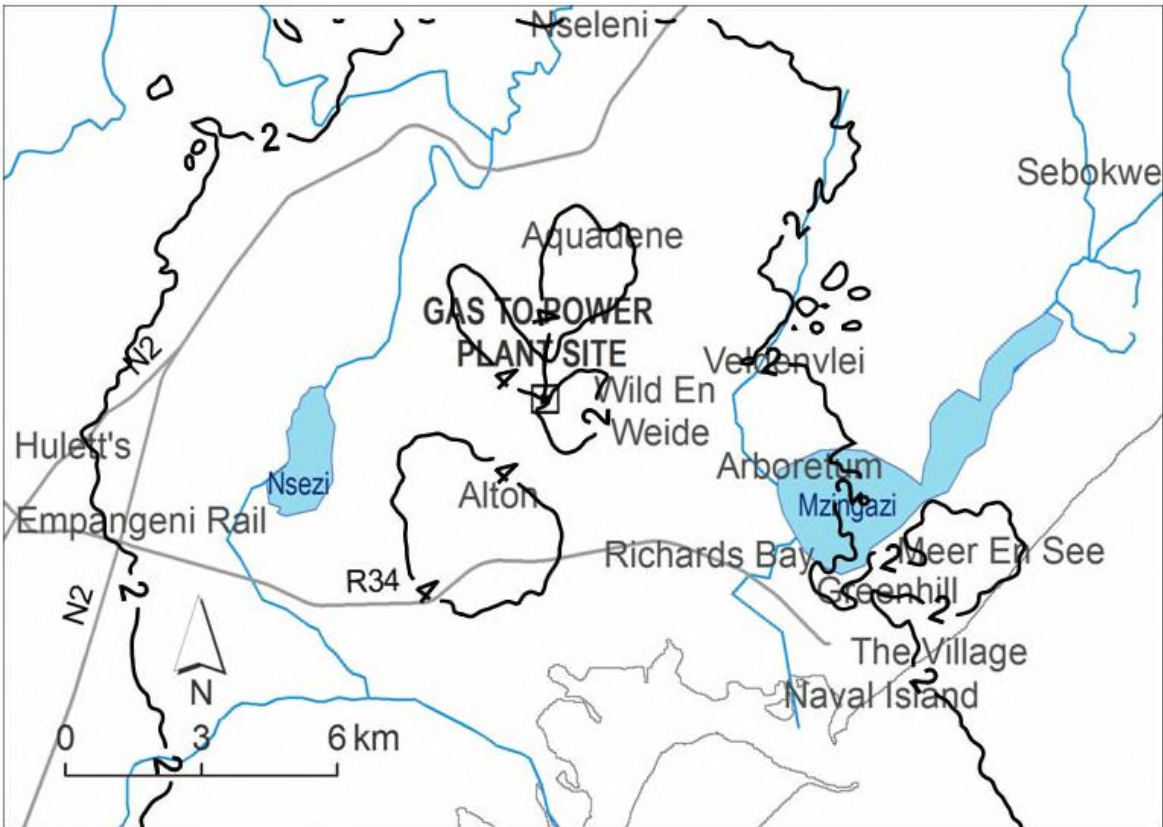 Nseleni
2
Sebokwe
2
Aquadene
GAS TO POWER
4
PLANT SITE
N2
Veldenvlei
2
4
Wild En
2
Weide
Hulett's
4
Arboretum
Nsezi
Alton
2
Mzingazi
Empangeni Rail
Richards Bay
2
Meer En See
R34
4
Greenhill
2
2
N2
The Village
2
N
Naval Island
0 3 6 km
2